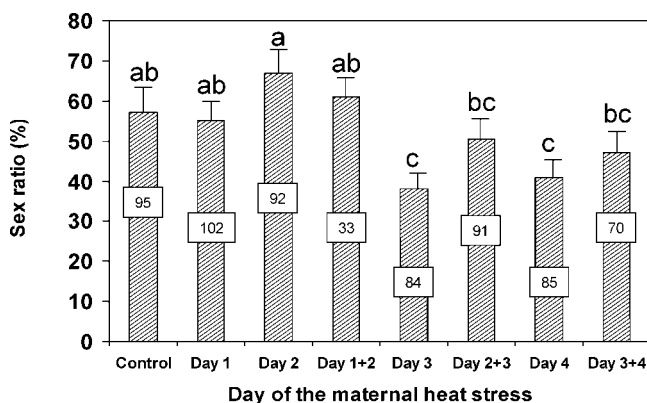 80
70
60
50
40
30
20
10
0
Sex ratio (%)
ab
ab
a
ab
c
bc
c
bc
95
102
92
33
84
91
85
70
Control Day 1 Day 2 Day 1+2 Day 3 Day 2+3 Day 4 Day 3+4
Day of the maternal heat stress